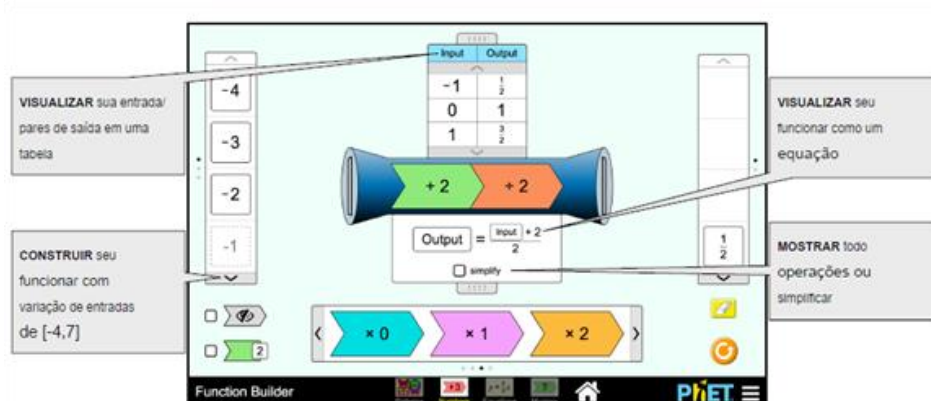 VISUALIZAR sua entrada/
pares de saída em uma
tabela
CONSTRUIR seu
funcionar com
variação de entradas
de [-4,7]
-4
-3
-2
-1
2
Input Output
-1 1/2
0 1
1 3/2
+ 2 ÷ 2
Output = Input + 2 / 2
simplify
× 0 × 1 × 2
1/2
VISUALIZAR seu
funcionar como um
equação
MOSTRAR todo
operações ou
simplificar
Function Builder
+3
PhET